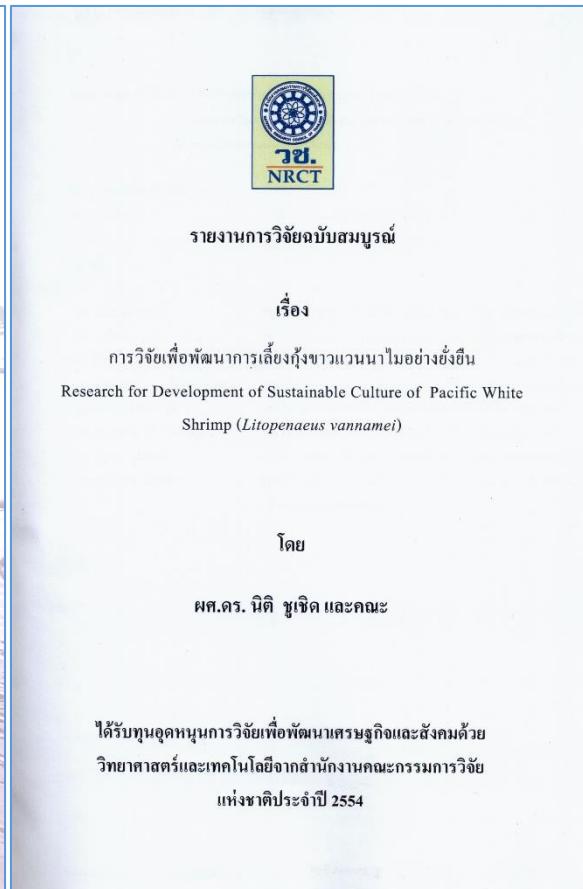 วช.
NRCT
รายงานการวิจัยฉบับสมบูรณ์
เรื่อง
การวิจัยเพื่อพัฒนาการเลี้ยงกุ้งขาวแวนนาไมอย่างยั่งยืน
Research for Development of Sustainable Culture of Pacific White
Shrimp (Litopenaeus vannamei)
โดย
ผศ.ดร. นิติ ชูเชิด และคณะ
ได้รับทุนอุดหนุนการวิจัยเพื่อพัฒนาเศรษฐกิจและสังคมด้วย
วิทยาศาสตร์และเทคโนโลยีจากสำนักงานคณะกรรมการวิจัย
แห่งชาติประจำปี 2554